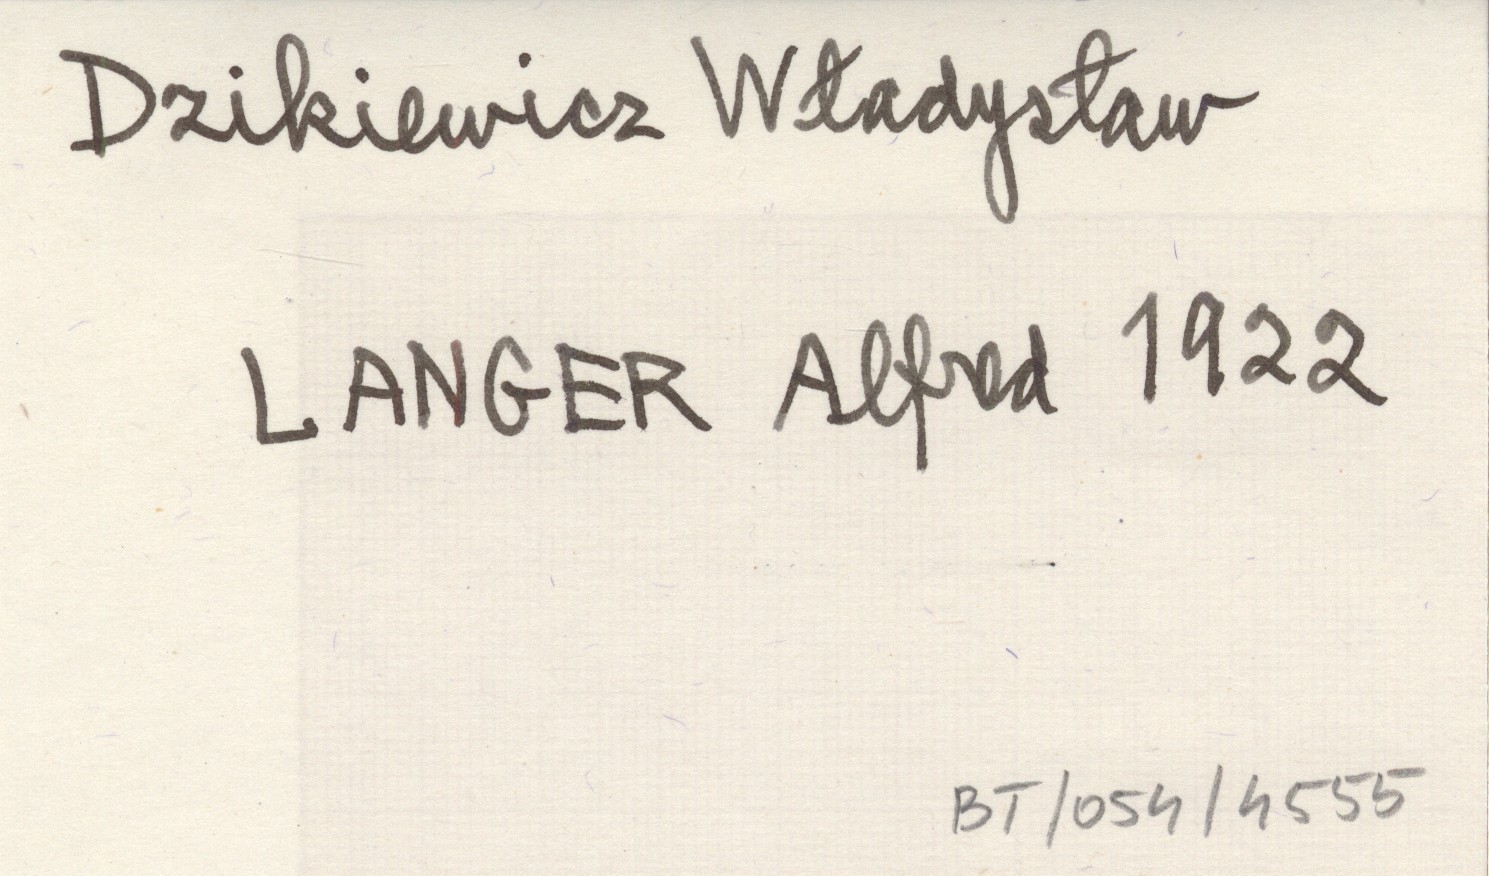 Dzikiewicz Władysław
LANGER Alfred 1922
BT/054/4555